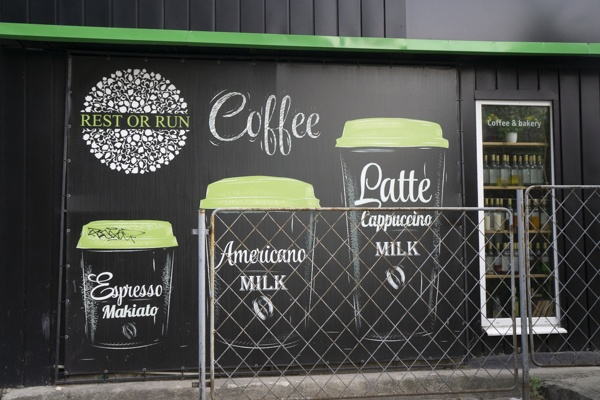 REST OR RUN
Coffee
Espresso
Makiato
Americano
MILK
Latte
Cappuccino
MILK
Coffee & bakery